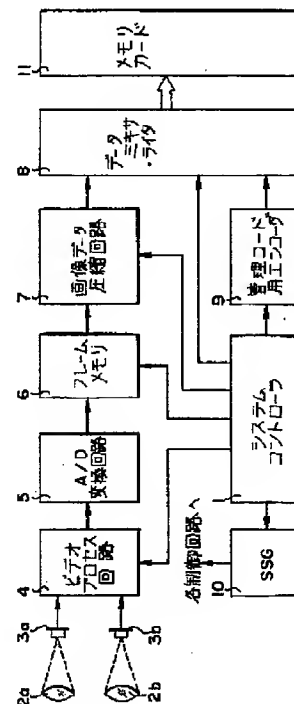 2a
2b
3a
3b
4
ビデオ
プロセス
回路
5
A/D
変換回路
6
フレーム
メモリ
7
画像データ
圧縮回路
8
データ
ミキサ
・ライタ
11
メモリ
カード
各制御回路へ
10
SSG
1
システム
コントローラ
9
管理コード
用エンコーダ